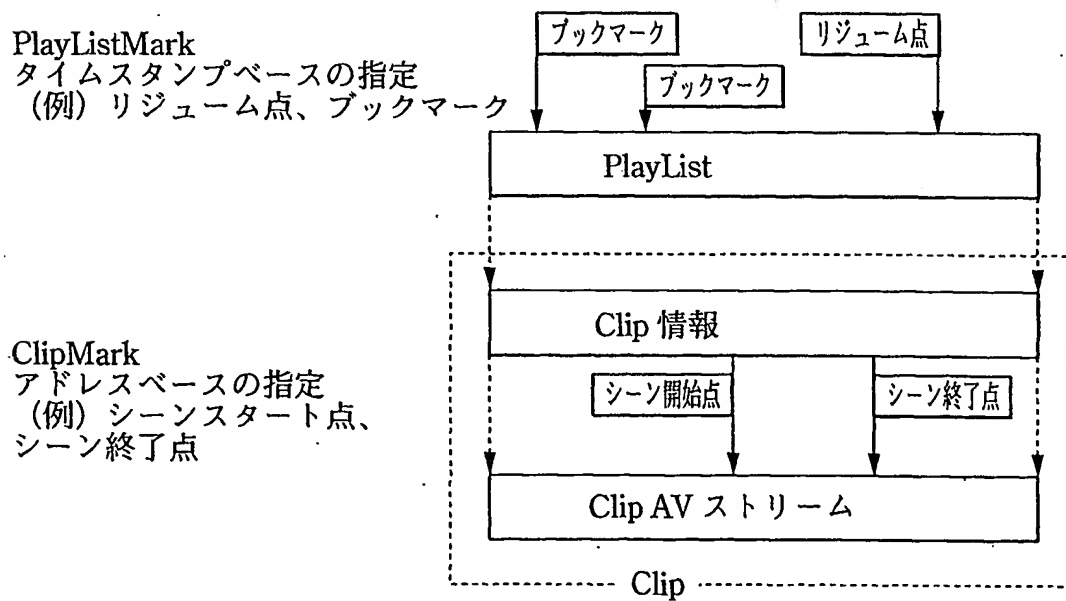 PlayListMark
タイムスタンプベースの指定
(例) リジューム点、ブックマーク
ブックマーク
ブックマーク
リジューム点
PlayList
ClipMark
アドレスベースの指定
(例) シーンスタート点、
シーン終了点
Clip 情報
シーン開始点
シーン終了点
Clip AV ストリーム
Clip